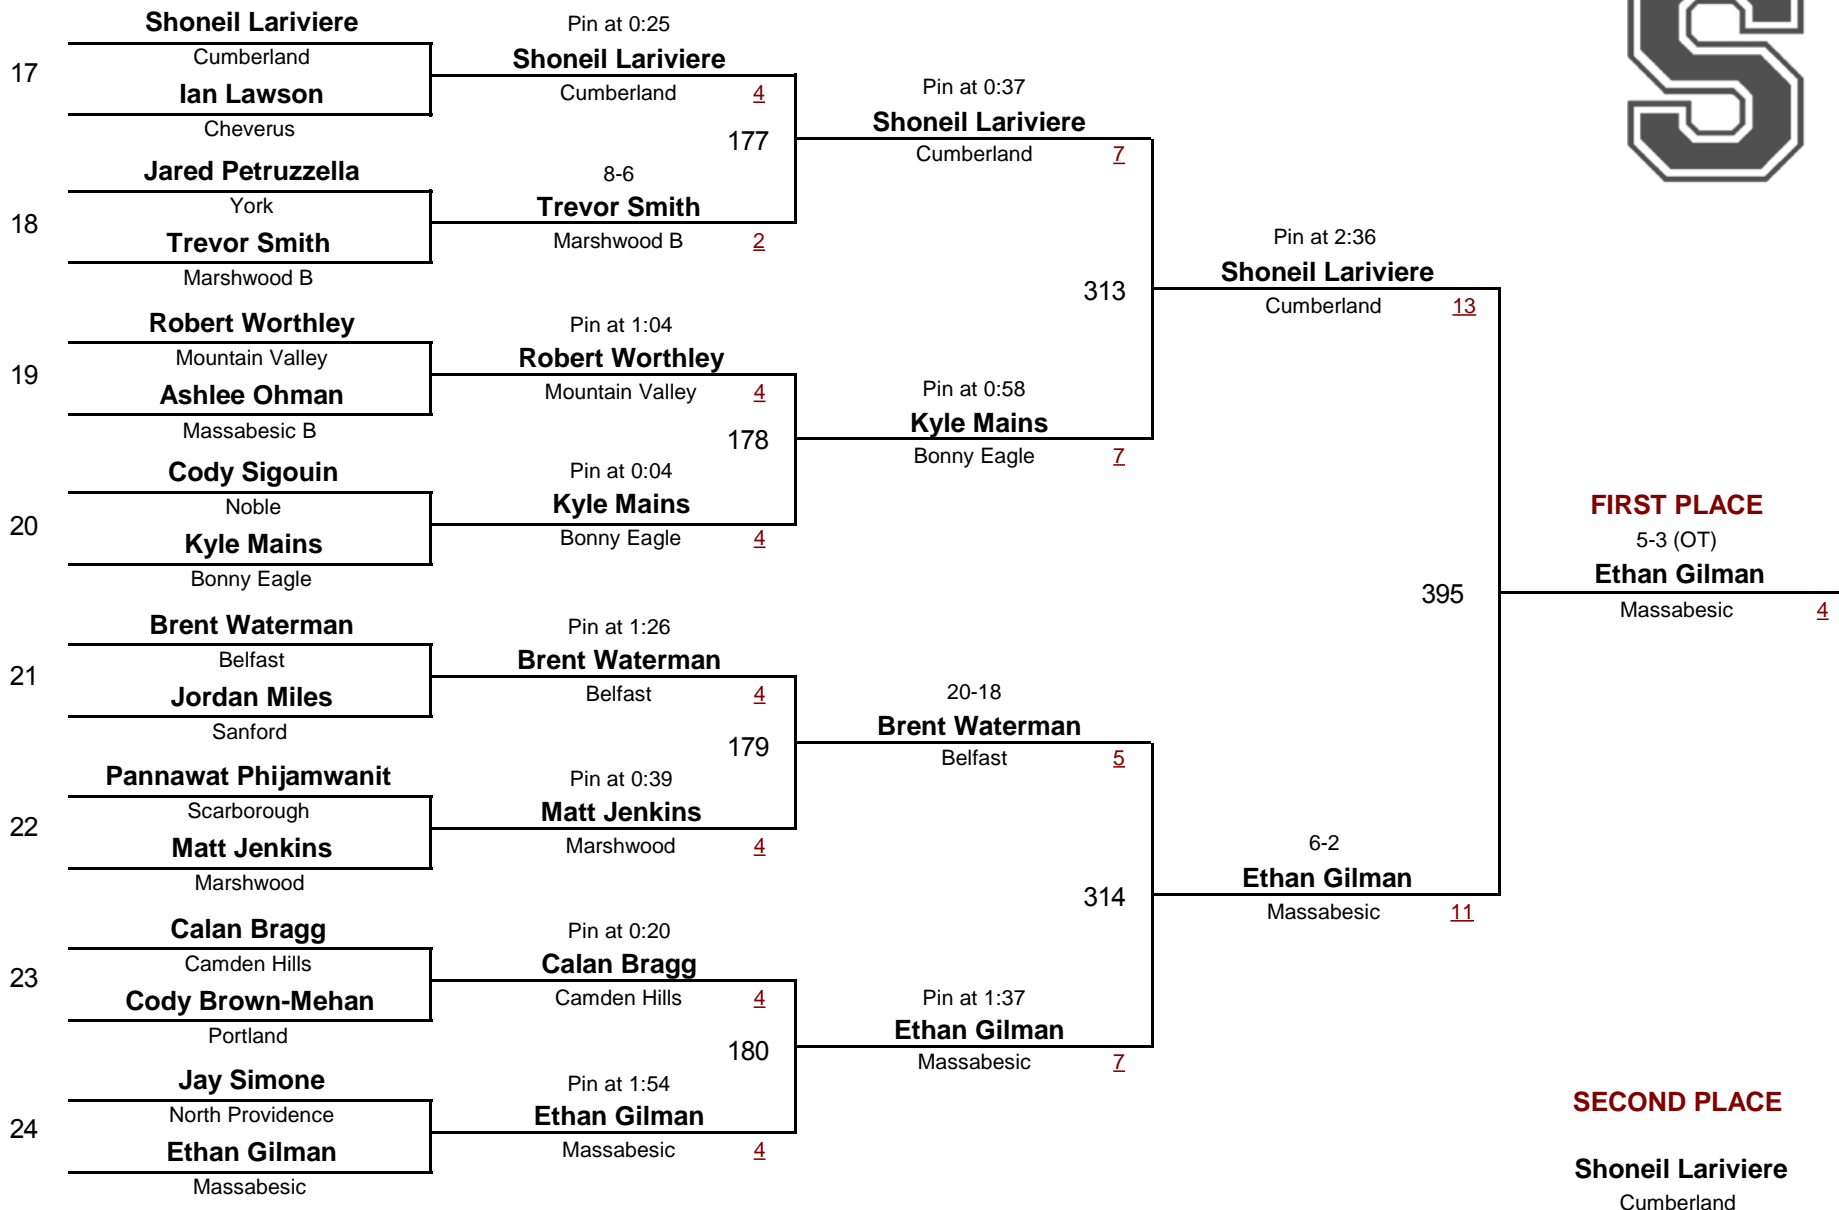 S
17
Shoneil Lariviere
Cumberland
Ian Lawson
Cheverus
18
Jared Petruzzella
York
Trevor Smith
Marshwood B
19
Robert Worthley
Mountain Valley
Ashlee Ohman
Massabesic B
20
Cody Sigouin
Noble
Kyle Mains
Bonny Eagle
21
Brent Waterman
Belfast
Jordan Miles
Sanford
22
Pannawat Phijamwanit
Scarborough
Matt Jenkins
Marshwood
23
Calan Bragg
Camden Hills
Cody Brown-Mehan
Portland
24
Jay Simone
North Providence
Ethan Gilman
Massabesic
Pin at 0:25
Shoneil Lariviere
Cumberland 4
177
8-6
Trevor Smith
Marshwood B 2
Pin at 1:04
Robert Worthley
Mountain Valley 4
178
Pin at 0:04
Kyle Mains
Bonny Eagle 4
Pin at 1:26
Brent Waterman
Belfast 4
179
Pin at 0:39
Matt Jenkins
Marshwood 4
Pin at 0:20
Calan Bragg
Camden Hills 4
180
Pin at 1:54
Ethan Gilman
Massabesic 4
Pin at 0:37
Shoneil Lariviere
Cumberland 7
313
Pin at 0:58
Kyle Mains
Bonny Eagle 7
20-18
Brent Waterman
Belfast 5
314
Pin at 1:37
Ethan Gilman
Massabesic 7
Pin at 2:36
Shoneil Lariviere
Cumberland 13
395
6-2
Ethan Gilman
Massabesic 11
FIRST PLACE
5-3 (OT)
Ethan Gilman
Massabesic 4
SECOND PLACE
Shoneil Lariviere
Cumberland